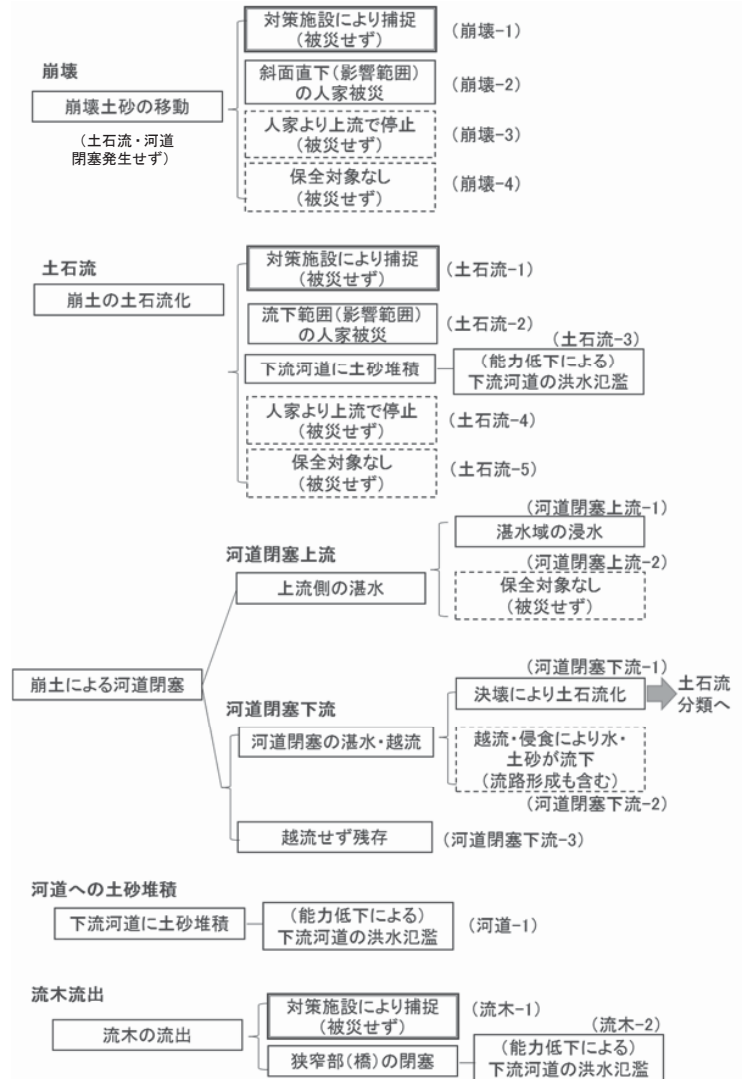 崩壊
崩壊土砂の移動
(土石流・河道
閉塞発生せず)
対策施設により捕捉
(被災せず)
(崩壊-1)
斜面直下(影響範囲)
の人家被災
(崩壊-2)
人家より上流で停止
(被災せず)
(崩壊-3)
保全対象なし
(被災せず)
(崩壊-4)
土石流
崩土の土石流化
対策施設により捕捉
(被災せず)
(土石流-1)
流下範囲(影響範囲)
の人家被災
(土石流-2)
下流河道に土砂堆積
(土石流-3)
(能力低下による)
下流河道の洪水氾濫
人家より上流で停止
(被災せず)
(土石流-4)
保全対象なし
(被災せず)
(土石流-5)
崩土による河道閉塞
河道閉塞上流
上流側の湛水
(河道閉塞上流-1)
湛水域の浸水
(河道閉塞上流-2)
保全対象なし
(被災せず)
河道閉塞下流
河道閉塞の湛水・越流
(河道閉塞下流-1)
決壊により土石流化
土石流
分類へ
越流・侵食により水・
土砂が流下
(流路形成も含む)
(河道閉塞下流-2)
越流せず残存
(河道閉塞下流-3)
河道への土砂堆積
下流河道に土砂堆積
(能力低下による)
下流河道の洪水氾濫
(河道-1)
流木流出
流木の流出
対策施設により捕捉
(被災せず)
(流木-1)
狭窄部(橋)の閉塞
(流木-2)
(能力低下による)
下流河道の洪水氾濫